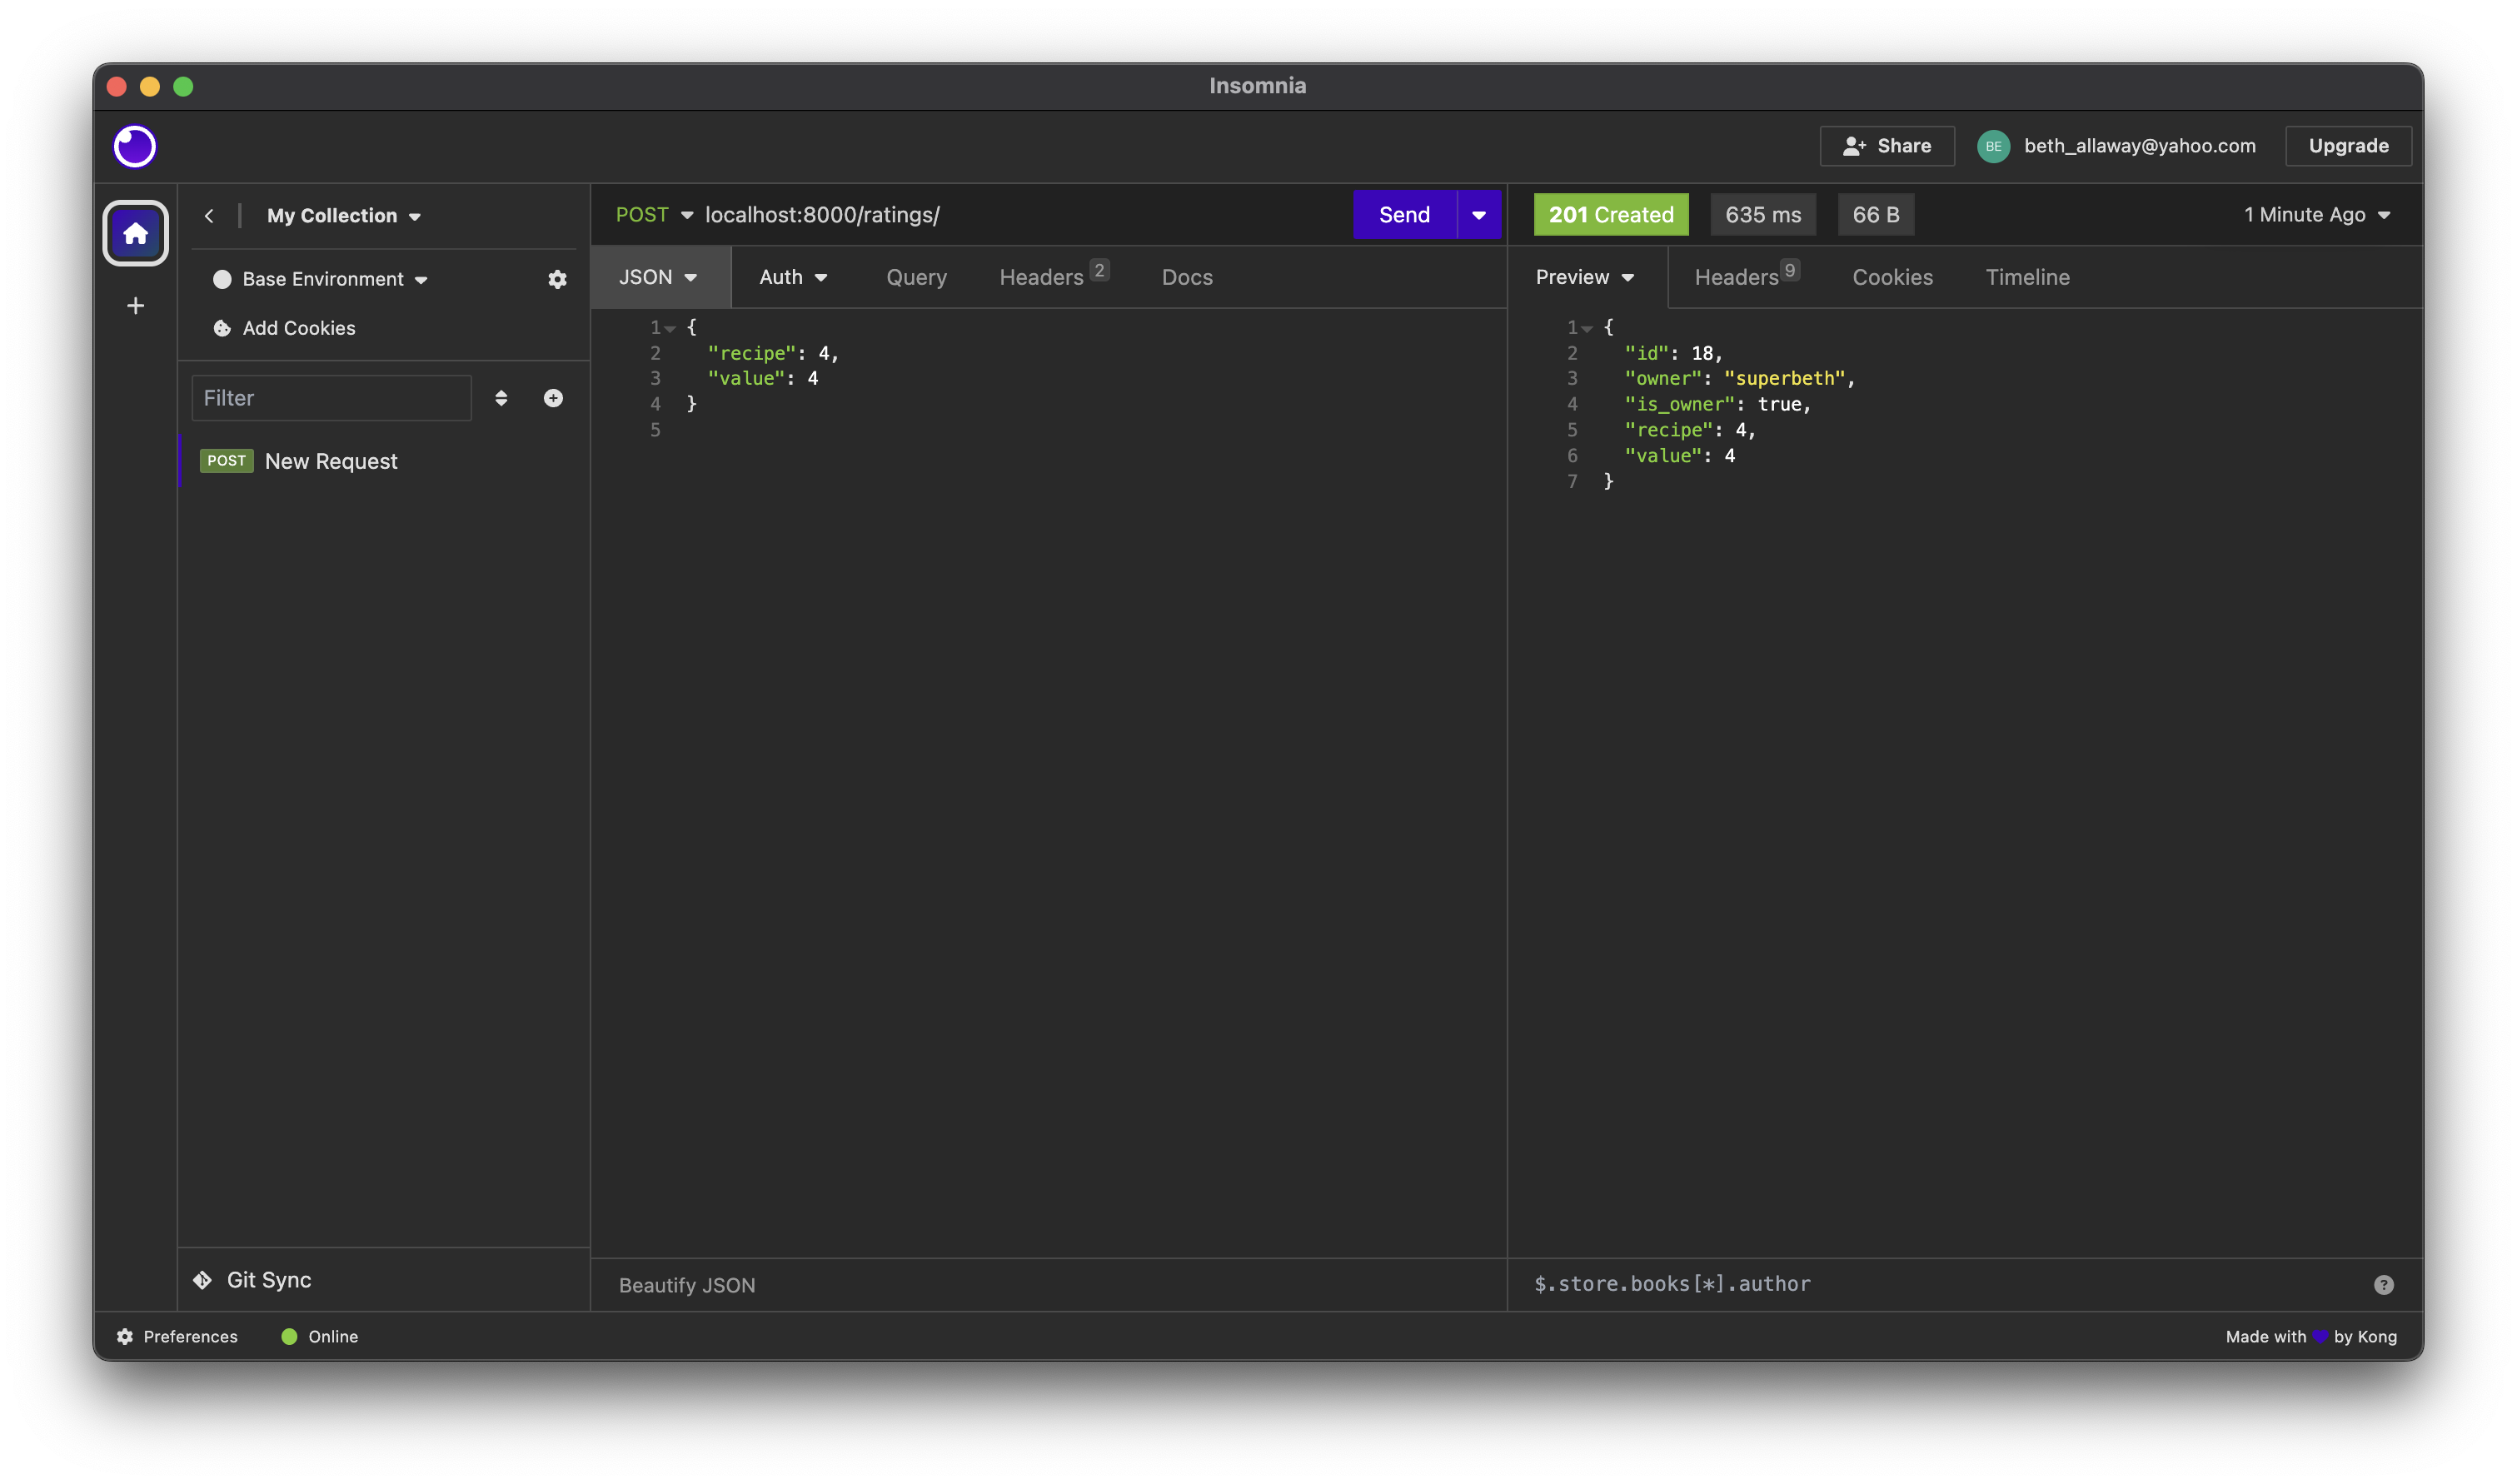 Insomnia
Share
BE
beth_allaway@yahoo.com
Upgrade
My Collection
Base Environment
Add Cookies
Filter
POST New Request
Git Sync
POST localhost:8000/ratings/
Send
JSON Auth Query Headers 2 Docs
1 {
2 "recipe": 4,
3 "value": 4
4 }
5
Beautify JSON
201 Created 635 ms 66 B 1 Minute Ago
Preview Headers 9 Cookies Timeline
1 {
2 "id": 18,
3 "owner": "superbeth",
4 "is_owner": true,
5 "recipe": 4,
6 "value": 4
7 }
$.store.books[*].author
?
Preferences Online
Made with 💜 by Kong